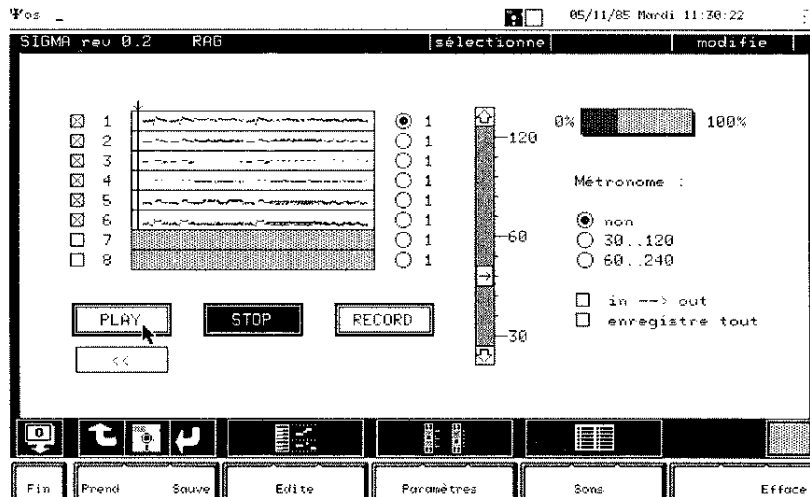 Ψos _ 05/11/85 Mardi 11:30:22
SIGMA rev 0.2 RAG sélectionne modifie
1 1
2 1
3 1
4 1
5 1
6 1
7 1
8 1
120
60
30
0% 100%
Métronome :
non
30..120
60..240
in --> out
enregistre tout
PLAY STOP RECORD
<<
0
Fin Prend Sauve Edite Paramètres Sons Efface